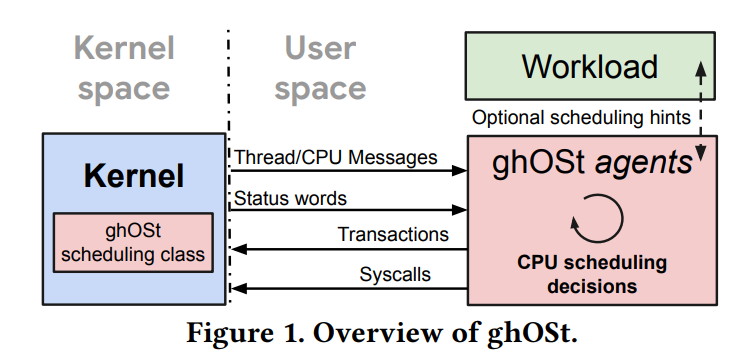 Kernel
space
User
space
Workload
Optional scheduling hints
Kernel
ghOSt
scheduling class
Thread/CPU Messages
Status words
Transactions
Syscalls
ghOSt agents
CPU scheduling
decisions
Figure 1. Overview of ghOSt.